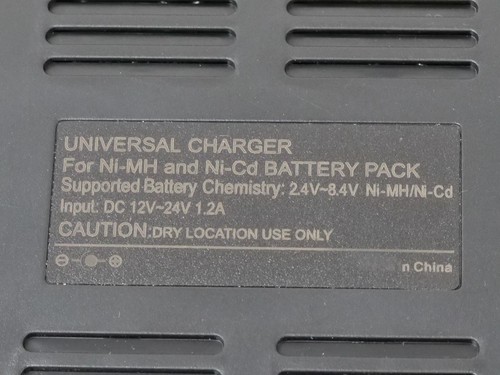 UNIVERSAL CHARGER
For Ni-MH and Ni-Cd BATTERY PACK
Supported Battery Chemistry: 2.4V~8.4V Ni-MH/Ni-Cd
Input: DC 12V~24V 1.2A
CAUTION:DRY LOCATION USE ONLY
n China